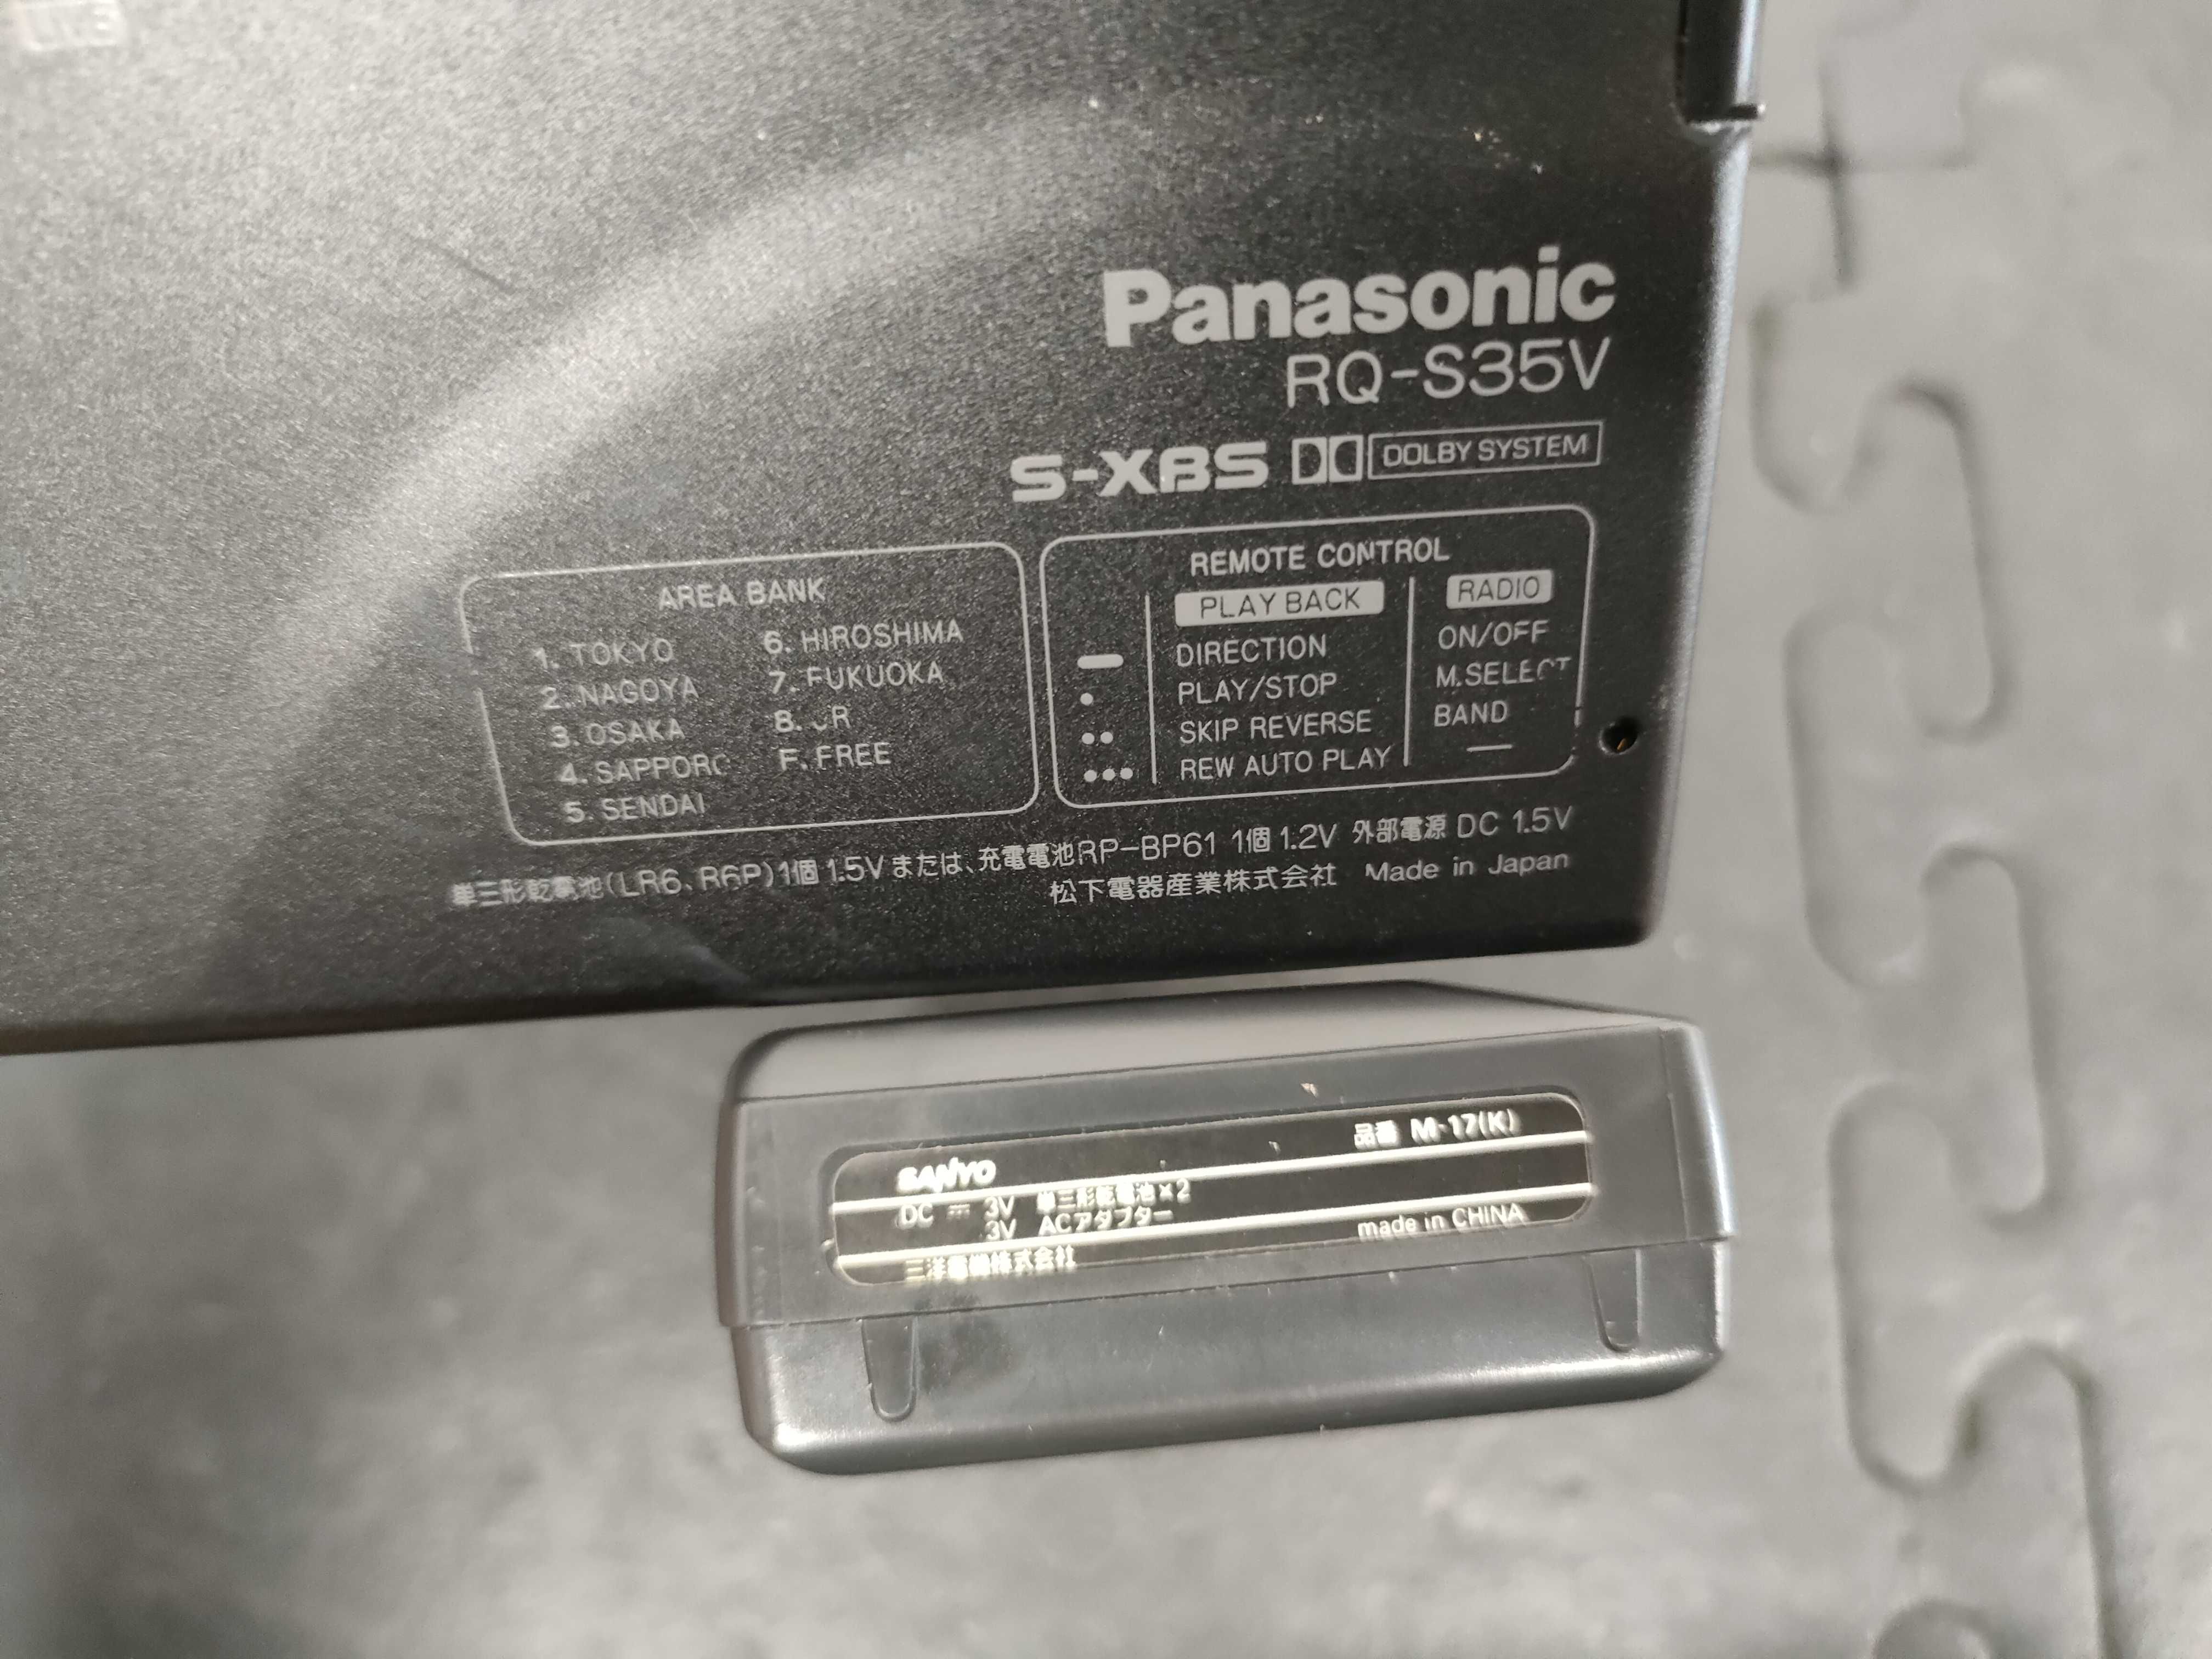 Panasonic
RQ-S35V
S-XBS DOLBY SYSTEM
AREA BANK
1. TOKYO
2. NAGOYA
3. OSAKA
4. SAPPORO
5. SENDAI
6. HIROSHIMA
7. FUKUOKA
8. JR
F. FREE
REMOTE CONTROL
PLAY BACK RADIO
DIRECTION ON/OFF
PLAY/STOP M.SELECT
SKIP REVERSE BAND
REW AUTO PLAY —
単三形乾電池(LR6、R6P)1個 1.5V または、充電電池RP-BP61 1個 1.2V 外部電源 DC 1.5V
松下電器産業株式会社 Made in Japan
品番 M-17(K)
SANYO
DC 3V 単三形乾電池×2
3V ACアダプター
made in CHINA
三洋電機株式会社